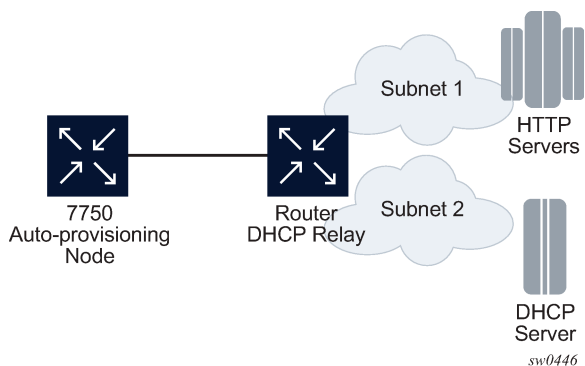 Subnet 1
HTTP
Servers
7750
Auto-provisioning
Node
Router
DHCP Relay
Subnet 2
DHCP
Server
sw0446